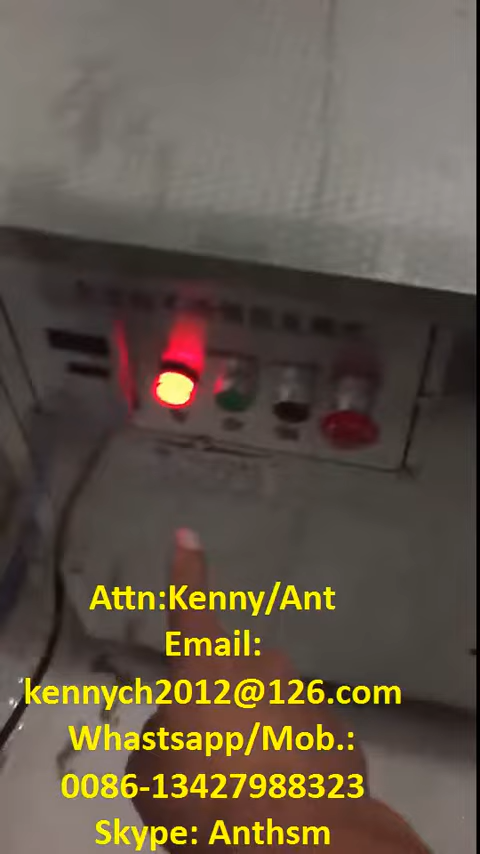 Attn:Kenny/Ant
Email:
kennych2012@126.com
Whastsapp/Mob.:
0086-13427988323
Skype: Anthsm